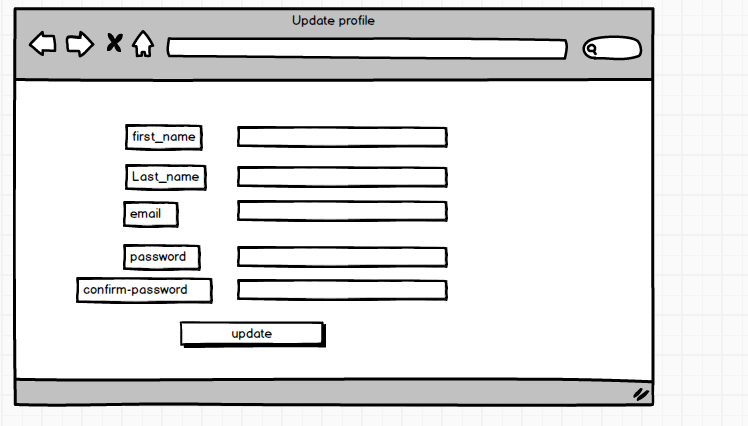 Update profile
first_name
Last_name
email
password
confirm-password
update